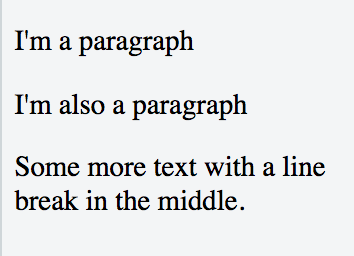 I'm a paragraph
I'm also a paragraph
Some more text with a line
break in the middle.